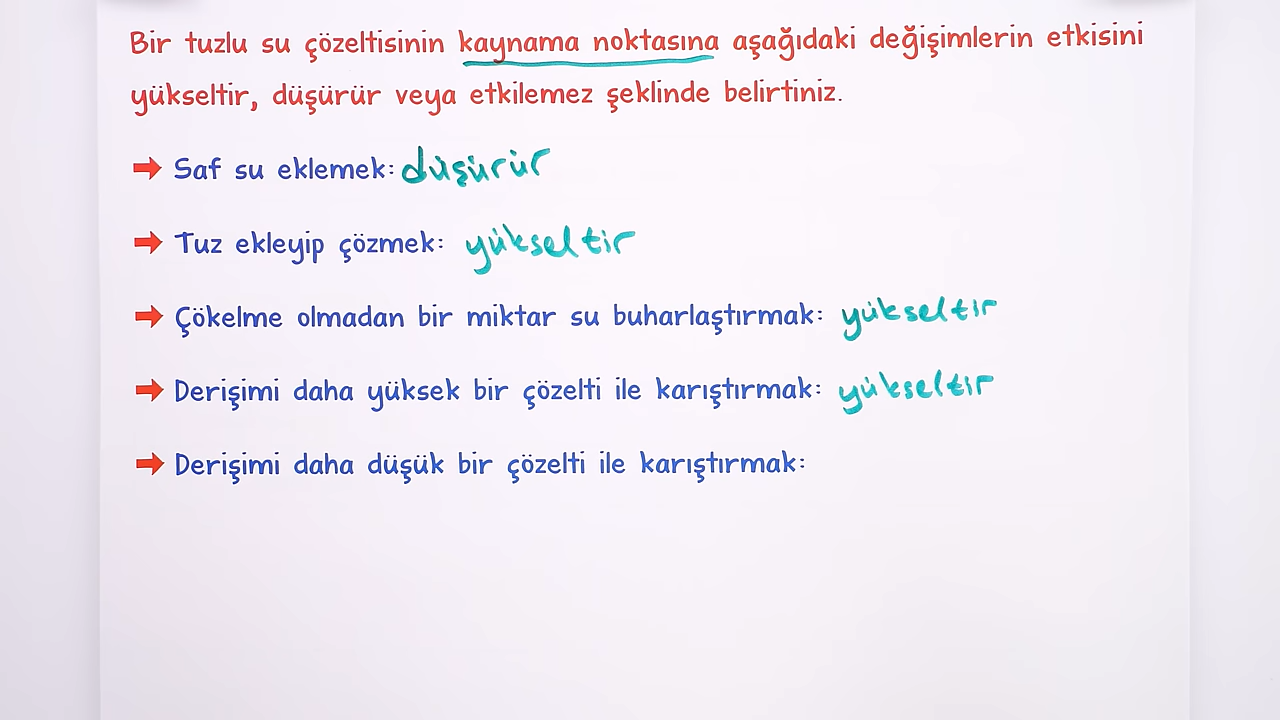 Bir tuzlu su çözeltisinin kaynama noktasına aşağıdaki değişimlerin etkisini
yükseltir, düşürür veya etkilemez şeklinde belirtiniz.
➡ Saf su eklemek: düşürür
➡ Tuz ekleyip çözmek: yükseltir
➡ Çökelme olmadan bir miktar su buharlaştırmak: yükseltir
➡ Derişimi daha yüksek bir çözelti ile karıştırmak: yükseltir
➡ Derişimi daha düşük bir çözelti ile karıştırmak: